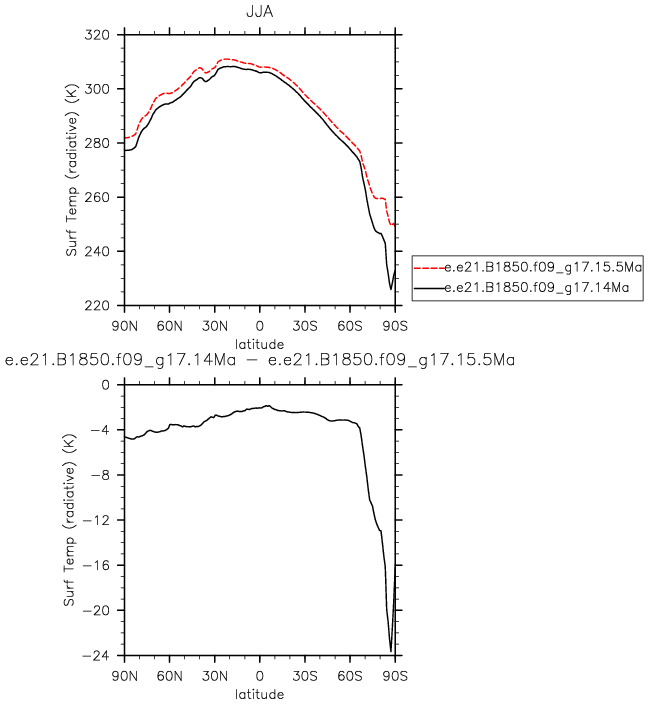 JJA
320
300
280
260
240
220
Surf Temp (radiative) (K)
90N 60N 30N 0 30S 60S 90S
latitude
e.e21.B1850.f09_g17.15.5Ma
e.e21.B1850.f09_g17.14Ma
e.e21.B1850.f09_g17.14Ma − e.e21.B1850.f09_g17.15.5Ma
0
−4
−8
−12
−16
−20
−24
Surf Temp (radiative) (K)
90N 60N 30N 0 30S 60S 90S
latitude